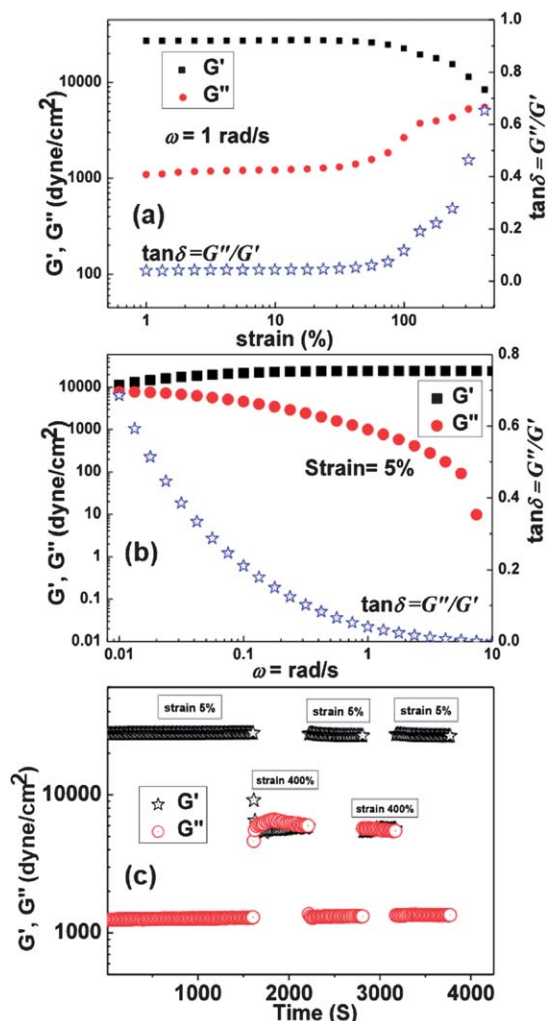 G', G'' (dyne/cm²)
10000
1000
100
G'
G''
ω = 1 rad/s
(a)
tanδ=G''/G'
1.0
0.8
0.6
0.4
0.2
0.0
tanδ=G''/G'
1
10
100
strain (%)
G', G'' (dyne/cm²)
10000
1000
100
10
1
0.1
0.01
G'
G''
Strain= 5%
(b)
tanδ=G''/G'
0.8
0.6
0.4
0.2
0.0
tanδ=G''/G'
0.01
0.1
1
10
ω = rad/s
G', G'' (dyne/cm²)
10000
1000
strain 5%
strain 5%
strain 5%
G'
G''
strain 400%
strain 400%
(c)
1000
2000
3000
4000
Time (S)